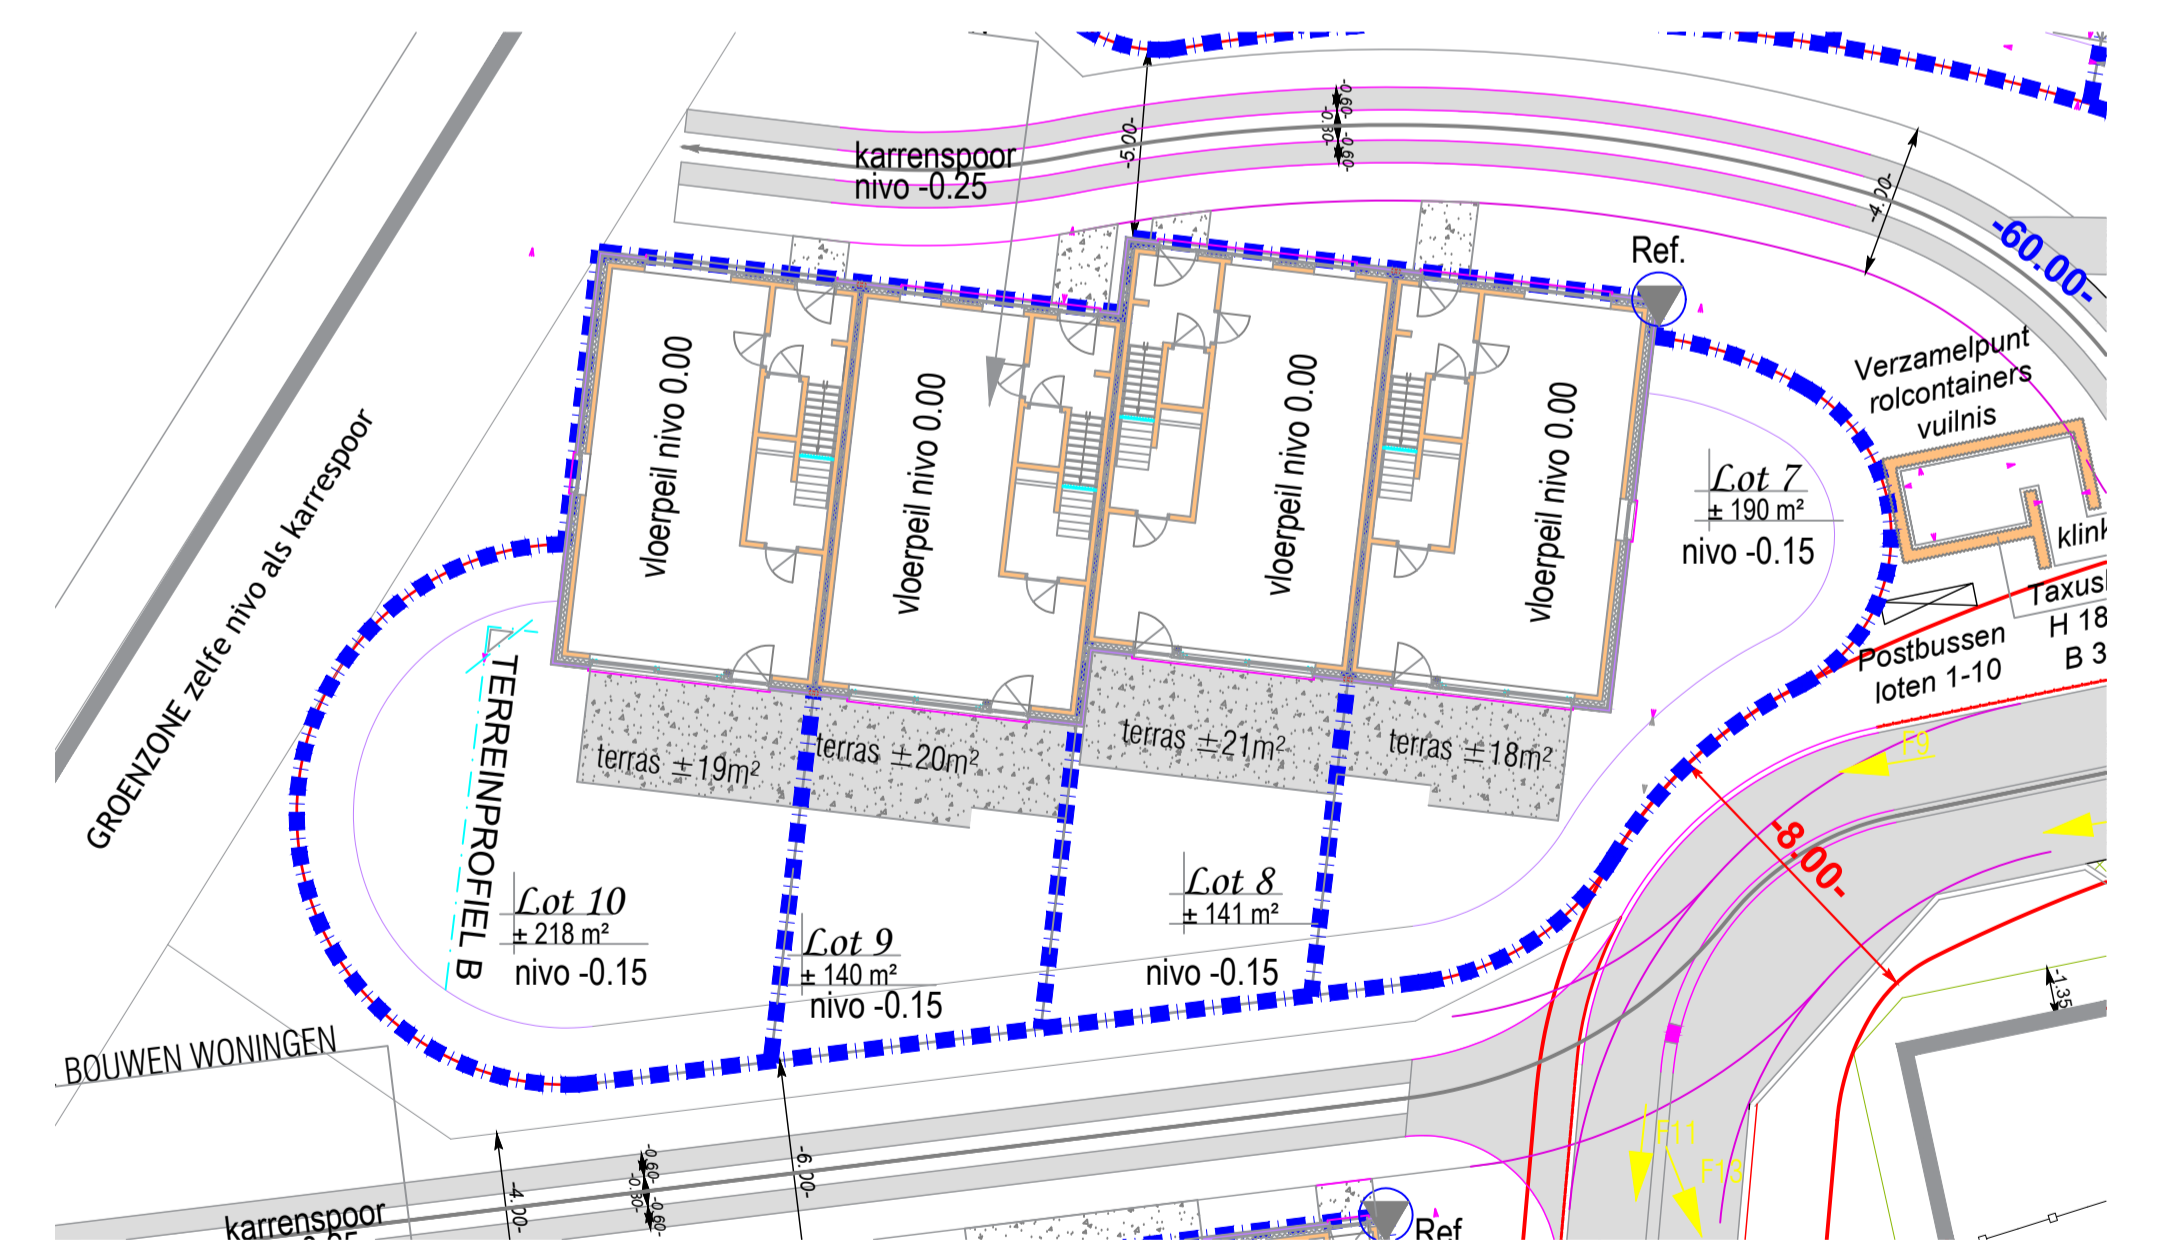 -5.00-
-0.60-
-0.80-
-0.60-
karrenspoor
nivo -0.25
-4.00-
-60.00-
Ref.
Verzamelpunt
rolcontainers
vuilnis
GROENZONE zelfe nivo als karrespoor
vloerpeil nivo 0.00
vloerpeil nivo 0.00
vloerpeil nivo 0.00
vloerpeil nivo 0.00
Lot 7
± 190 m²
nivo -0.15
klink
Taxus
H 18
B 3
Postbussen
loten 1-10
TERREINPROFIEL B
terras ±19m²
terras ±20m²
terras ±21m²
terras ±18m²
F9
-8.00-
Lot 10
± 218 m²
nivo -0.15
Lot 9
± 140 m²
nivo -0.15
Lot 8
± 141 m²
nivo -0.15
-1.35
BOUWEN WONINGEN
F11
F13
-4.00-
-0.60-
-0.80-
-0.60-
-6.00-
karrenspoor
Ref